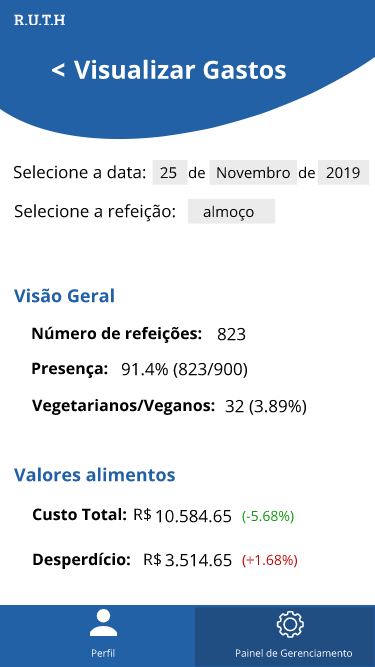 R.U.T.H
< Visualizar Gastos
Selecione a data: 25 de Novembro de 2019
Selecione a refeição: almoço
Visão Geral
Número de refeições: 823
Presença: 91.4% (823/900)
Vegetarianos/Veganos: 32 (3.89%)
Valores alimentos
Custo Total: R$ 10.584.65 (-5.68%)
Desperdício: R$ 3.514.65 (+1.68%)
Perfil Painel de Gerenciamento